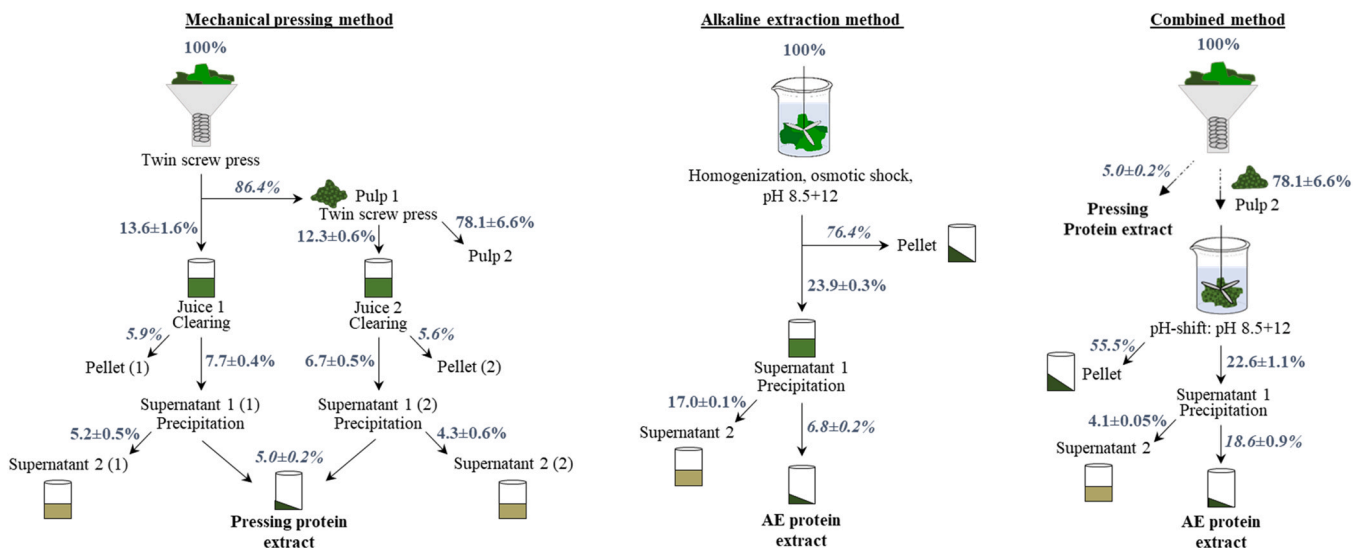 Mechanical pressing method
100%
Twin screw press
86.4%
Pulp 1
Twin screw press
13.6±1.6%
12.3±0.6%
78.1±6.6%
Pulp 2
Juice 1
Clearing
Juice 2
Clearing
5.9%
5.6%
Pellet (1)
7.7±0.4%
6.7±0.5%
Pellet (2)
Supernatant 1 (1)
Precipitation
Supernatant 1 (2)
Precipitation
5.2±0.5%
4.3±0.6%
Supernatant 2 (1)
5.0±0.2%
Supernatant 2 (2)
Pressing protein
extract
Alkaline extraction method
100%
Homogenization, osmotic shock,
pH 8.5+12
76.4%
Pellet
23.9±0.3%
Supernatant 1
Precipitation
17.0±0.1%
Supernatant 2
6.8±0.2%
AE protein
extract
Combined method
100%
5.0±0.2%
78.1±6.6%
Pulp 2
Pressing
Protein extract
pH-shift: pH 8.5+12
55.5%
Pellet
22.6±1.1%
Supernatant 1
Precipitation
4.1±0.05%
Supernatant 2
18.6±0.9%
AE protein
extract